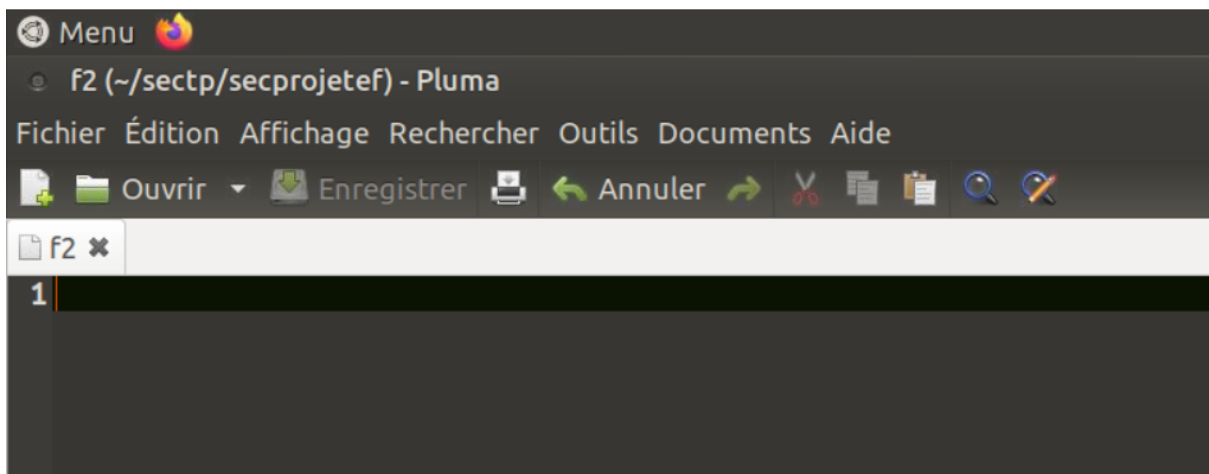 Menu
f2 (~/sectp/secprojetef) - Pluma
Fichier Édition Affichage Rechercher Outils Documents Aide
Ouvrir Enregistrer Annuler
f2
1